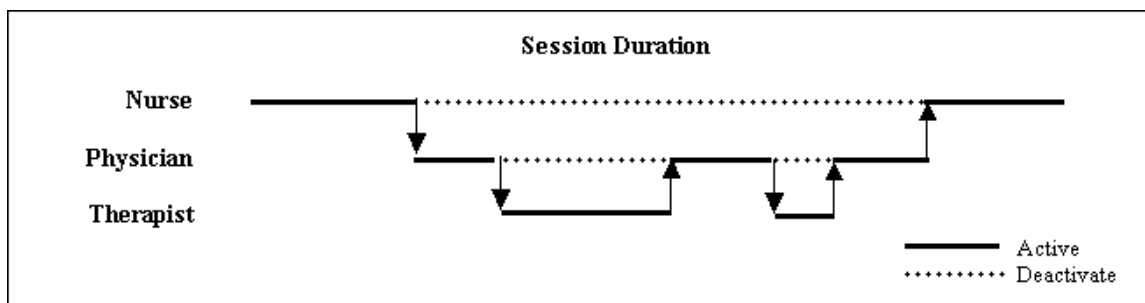 Session Duration
Nurse
Physician
Therapist
Active
Deactivate